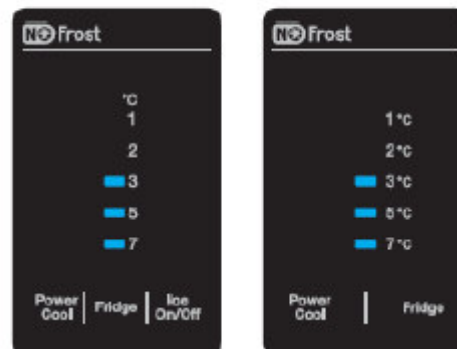 NO Frost
°C
1
2
3
5
7
Power Cool | Fridge | Ice On/Off
NO Frost
1°C
2°C
3°C
5°C
7°C
Power Cool | Fridge